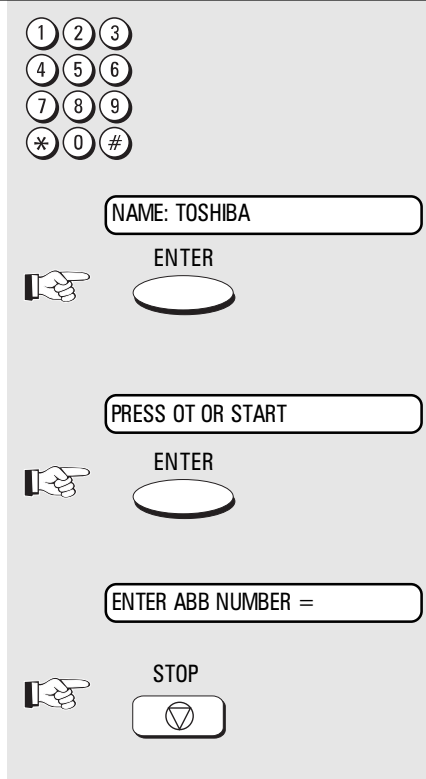 1 2 3
4 5 6
7 8 9
* 0 #
NAME: TOSHIBA
ENTER
PRESS OT OR START
ENTER
ENTER ABB NUMBER =
STOP